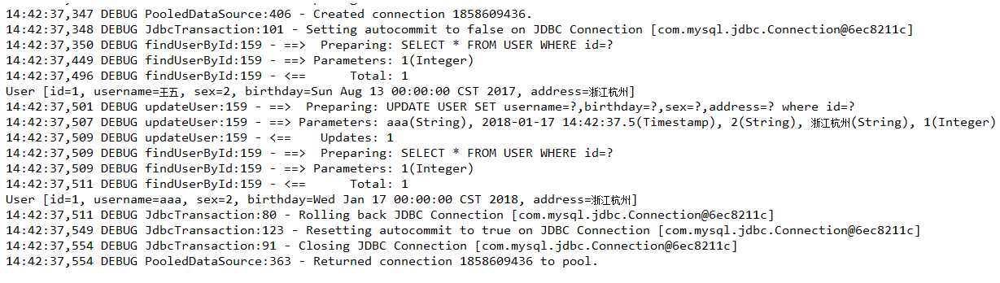 14:42:37,347 DEBUG PooledDataSource:406 - Created connection 1858609436.
14:42:37,348 DEBUG JdbcTransaction:101 - Setting autocommit to false on JDBC Connection [com.mysql.jdbc.Connection@6ec8211c]
14:42:37,350 DEBUG findUserById:159 - ==>  Preparing: SELECT * FROM USER WHERE id=?
14:42:37,449 DEBUG findUserById:159 - ==> Parameters: 1(Integer)
14:42:37,496 DEBUG findUserById:159 - <==      Total: 1
User [id=1, username=王五, sex=2, birthday=Sun Aug 13 00:00:00 CST 2017, address=浙江杭州]
14:42:37,501 DEBUG updateUser:159 - ==>  Preparing: UPDATE USER SET username=?,birthday=?,sex=?,address=? where id=?
14:42:37,507 DEBUG updateUser:159 - ==> Parameters: aaa(String), 2018-01-17 14:42:37.5(Timestamp), 2(String), 浙江杭州(String), 1(Integer)
14:42:37,509 DEBUG updateUser:159 - <==    Updates: 1
14:42:37,509 DEBUG findUserById:159 - ==>  Preparing: SELECT * FROM USER WHERE id=?
14:42:37,509 DEBUG findUserById:159 - ==> Parameters: 1(Integer)
14:42:37,511 DEBUG findUserById:159 - <==      Total: 1
User [id=1, username=aaa, sex=2, birthday=Wed Jan 17 00:00:00 CST 2018, address=浙江杭州]
14:42:37,511 DEBUG JdbcTransaction:80 - Rolling back JDBC Connection [com.mysql.jdbc.Connection@6ec8211c]
14:42:37,549 DEBUG JdbcTransaction:123 - Resetting autocommit to true on JDBC Connection [com.mysql.jdbc.Connection@6ec8211c]
14:42:37,554 DEBUG JdbcTransaction:91 - Closing JDBC Connection [com.mysql.jdbc.Connection@6ec8211c]
14:42:37,554 DEBUG PooledDataSource:363 - Returned connection 1858609436 to pool.